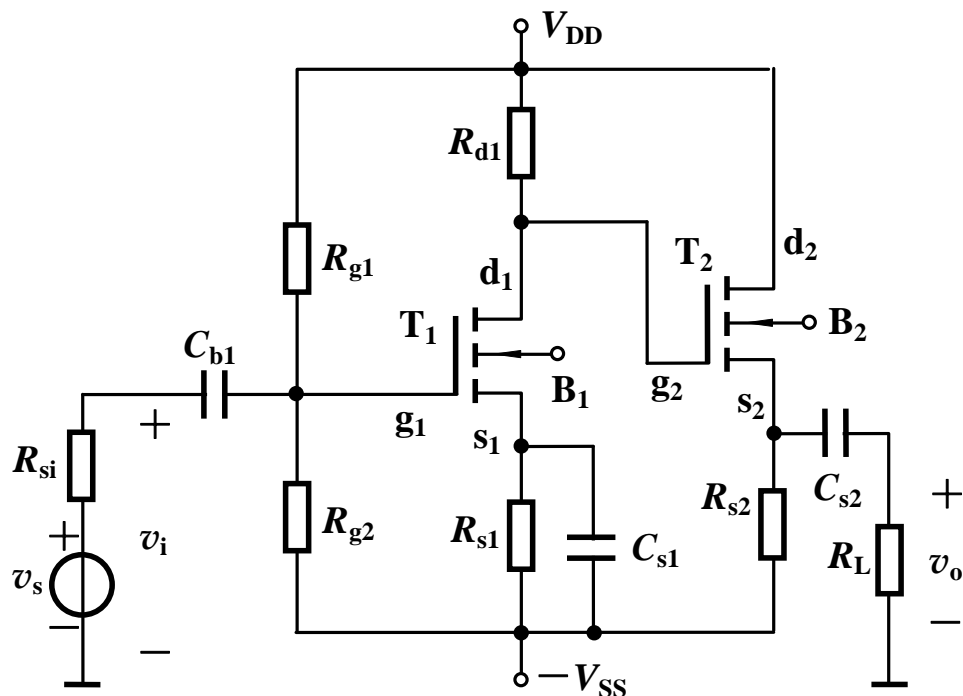 V_DD
R_d1
R_g1
d_1
T_1
T_2
d_2
B_2
C_b1
B_1
g_1
g_2
s_1
s_2
R_si
+
R_g2
R_s1
C_s1
R_s2
C_s2
+
+
v_s
v_i
R_L
v_o
−
−
−
−V_SS